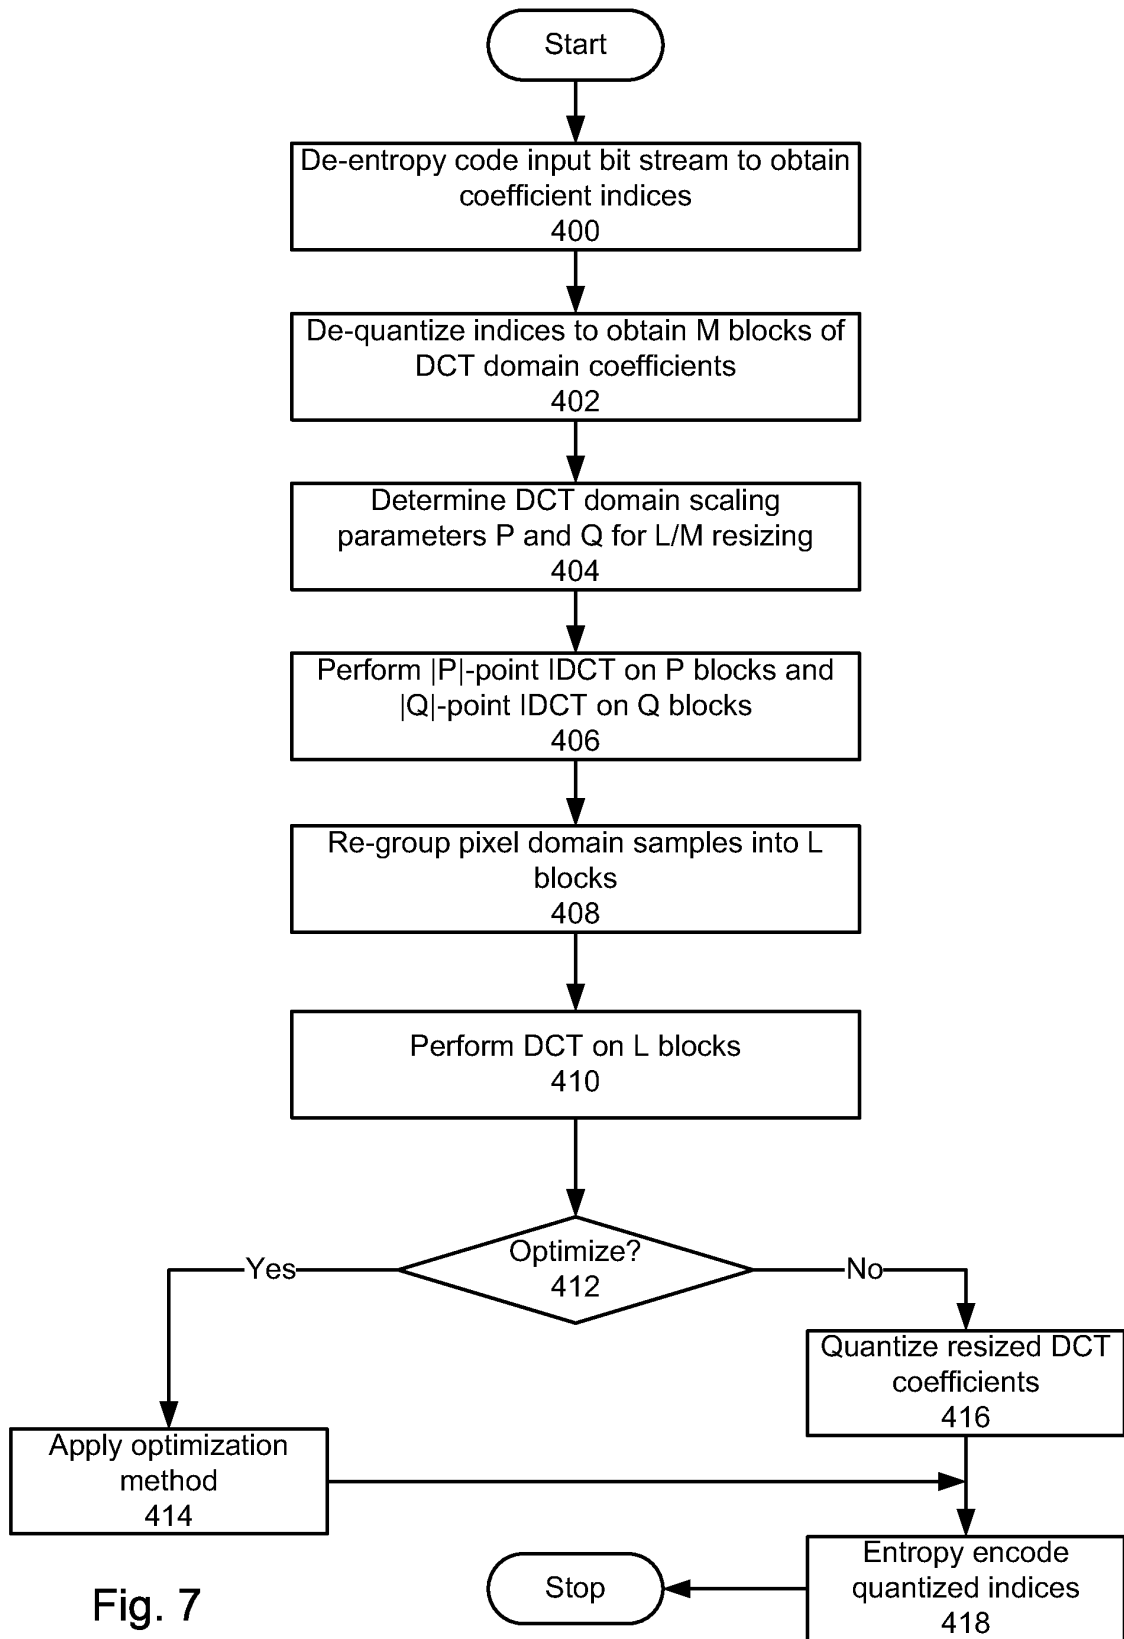 Start
De-entropy code input bit stream to obtain
coefficient indices
400
De-quantize indices to obtain M blocks of
DCT domain coefficients
402
Determine DCT domain scaling
parameters P and Q for L/M resizing
404
Perform |P|-point IDCT on P blocks and
|Q|-point IDCT on Q blocks
406
Re-group pixel domain samples into L
blocks
408
Perform DCT on L blocks
410
Optimize?
412
Yes
No
Quantize resized DCT
coefficients
416
Apply optimization
method
414
Entropy encode
quantized indices
418
Stop
Fig. 7